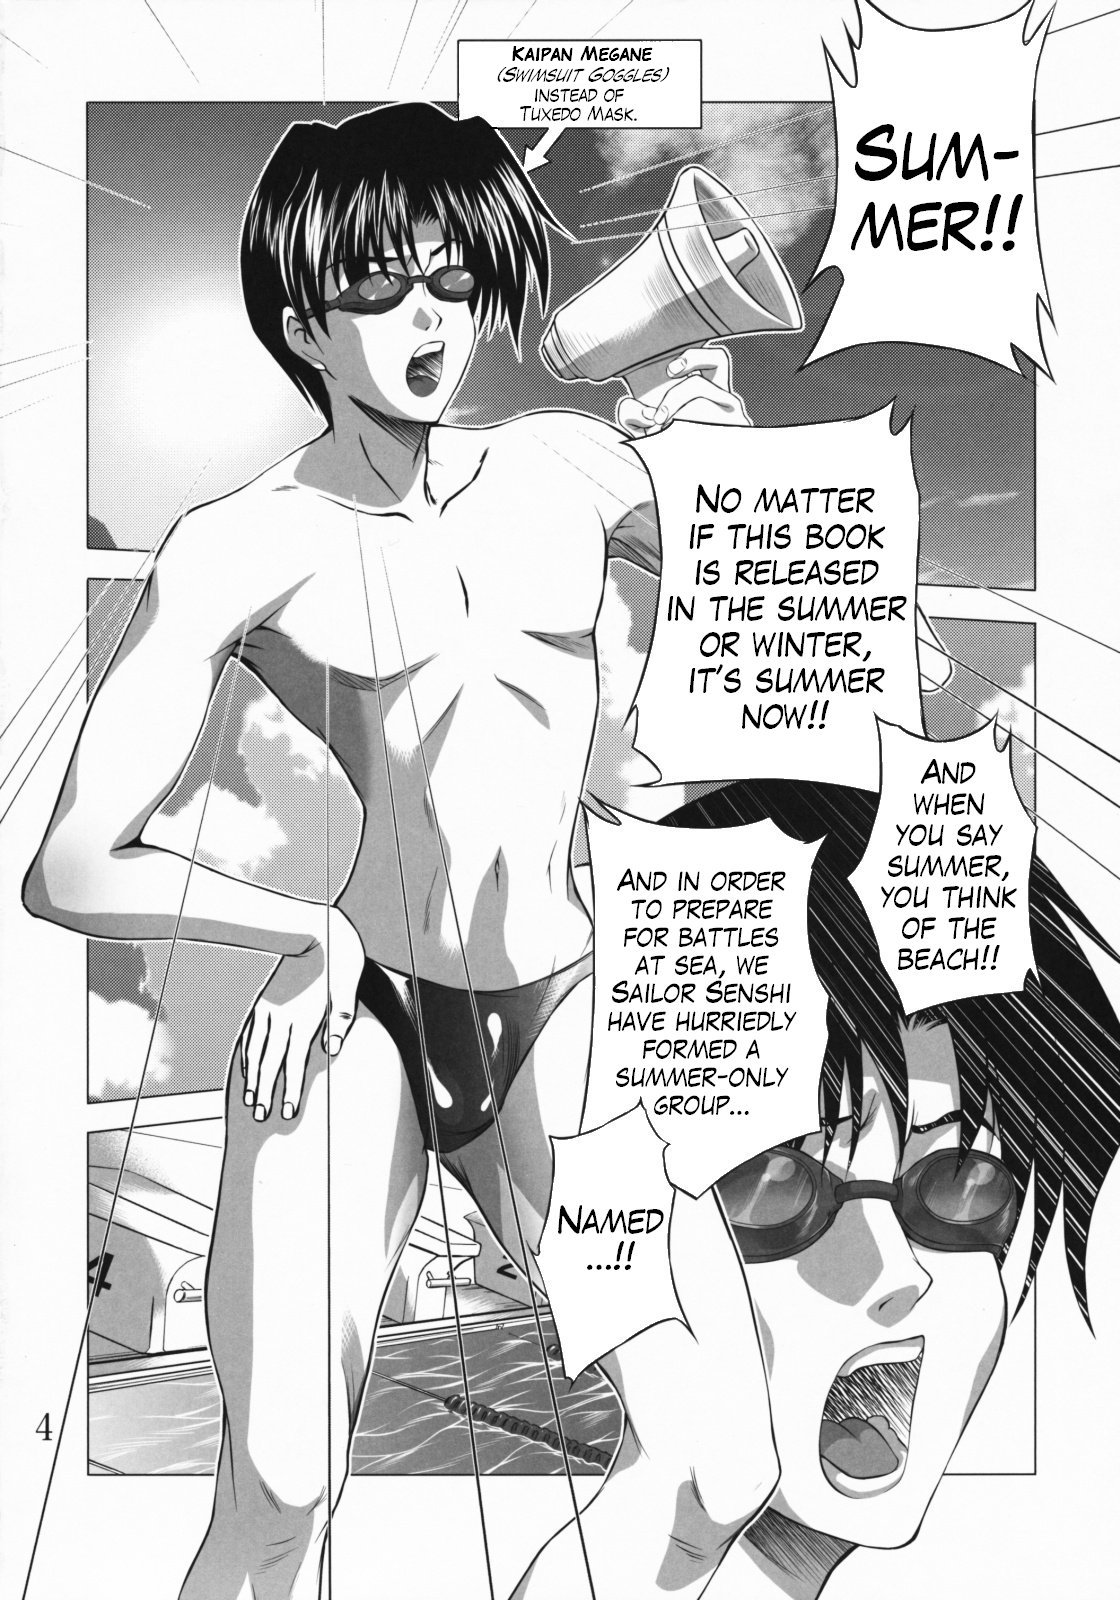 SUM-
MER!!
KAIPAN MEGANE
(SWIMSUIT GOGGLES)
INSTEAD OF
TUXEDO MASK.
NO MATTER
IF THIS BOOK
IS RELEASED
IN THE SUMMER
OR WINTER,
IT'S SUMMER
NOW!!
AND
WHEN
YOU SAY
SUMMER,
YOU THINK
OF THE
BEACH!!
AND IN ORDER
TO PREPARE
FOR BATTLES
AT SEA, WE
SAILOR SENSHI
HAVE HURRIEDLY
FORMED A
SUMMER-ONLY
GROUP...
NAMED
...!!
4
2
4